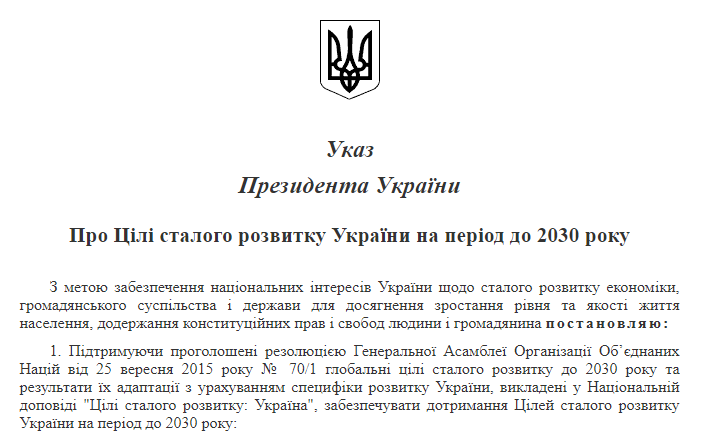 Указ
Президента України
Про Цілі сталого розвитку України на період до 2030 року
З метою забезпечення національних інтересів України щодо сталого розвитку економіки,
громадянського суспільства і держави для досягнення зростання рівня та якості життя
населення, додержання конституційних прав і свобод людини і громадянина постановляю:
1. Підтримуючи проголошені резолюцією Генеральної Асамблеї Організації Об’єднаних
Націй від 25 вересня 2015 року № 70/1 глобальні цілі сталого розвитку до 2030 року та
результати їх адаптації з урахуванням специфіки розвитку України, викладені у Національній
доповіді "Цілі сталого розвитку: Україна", забезпечувати дотримання Цілей сталого розвитку
України на період до 2030 року: